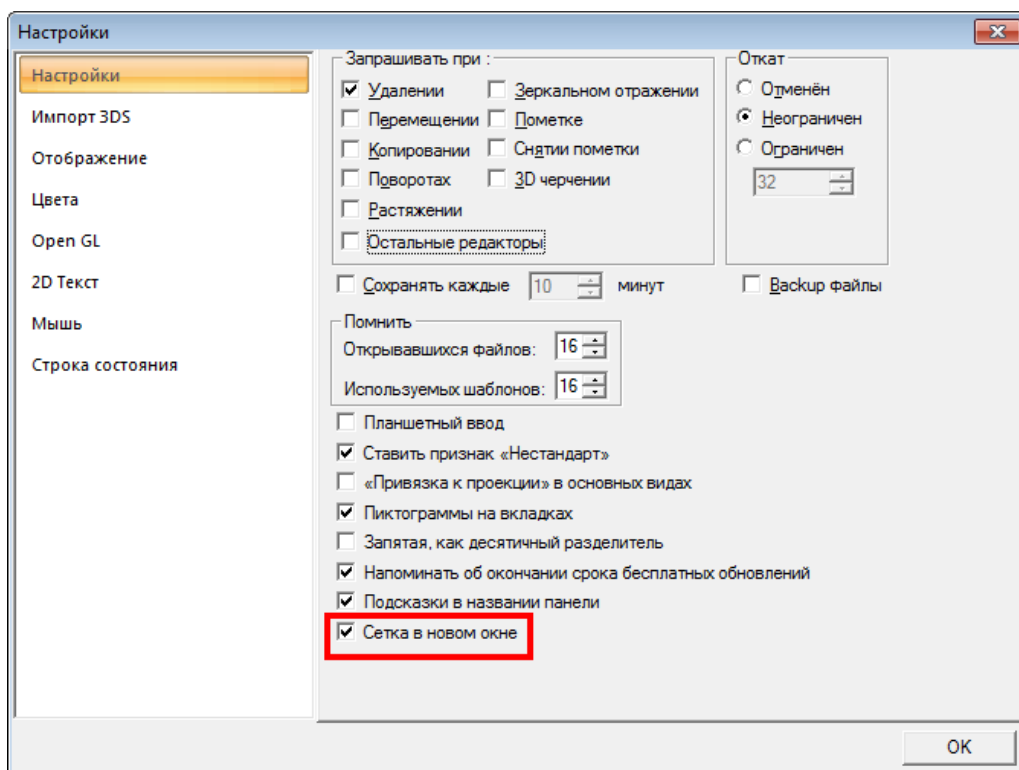 Настройки
Настройки
Импорт 3DS
Отображение
Цвета
Open GL
2D Текст
Мышь
Строка состояния
Запрашивать при :
Удалении Зеркальном отражении
Перемещении Пометке
Копировании Снятии пометки
Поворотах 3D черчении
Растяжении
Остальные редакторы
Откат
Отменён
Неограничен
Ограничен
32
Сохранять каждые 10 минут Backup файлы
Помнить
Открывавшихся файлов: 16
Используемых шаблонов: 16
Планшетный ввод
Ставить признак «Нестандарт»
«Привязка к проекции» в основных видах
Пиктограммы на вкладках
Запятая, как десятичный разделитель
Напоминать об окончании срока бесплатных обновлений
Подсказки в названии панели
Сетка в новом окне
OK